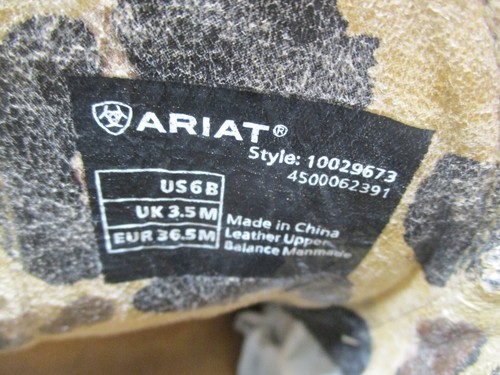 ARIAT®
Style: 10029673
4500062391
US 6 B
UK 3.5 M
EUR 36.5 M
Made in China
Leather Upper
Balance Manmade